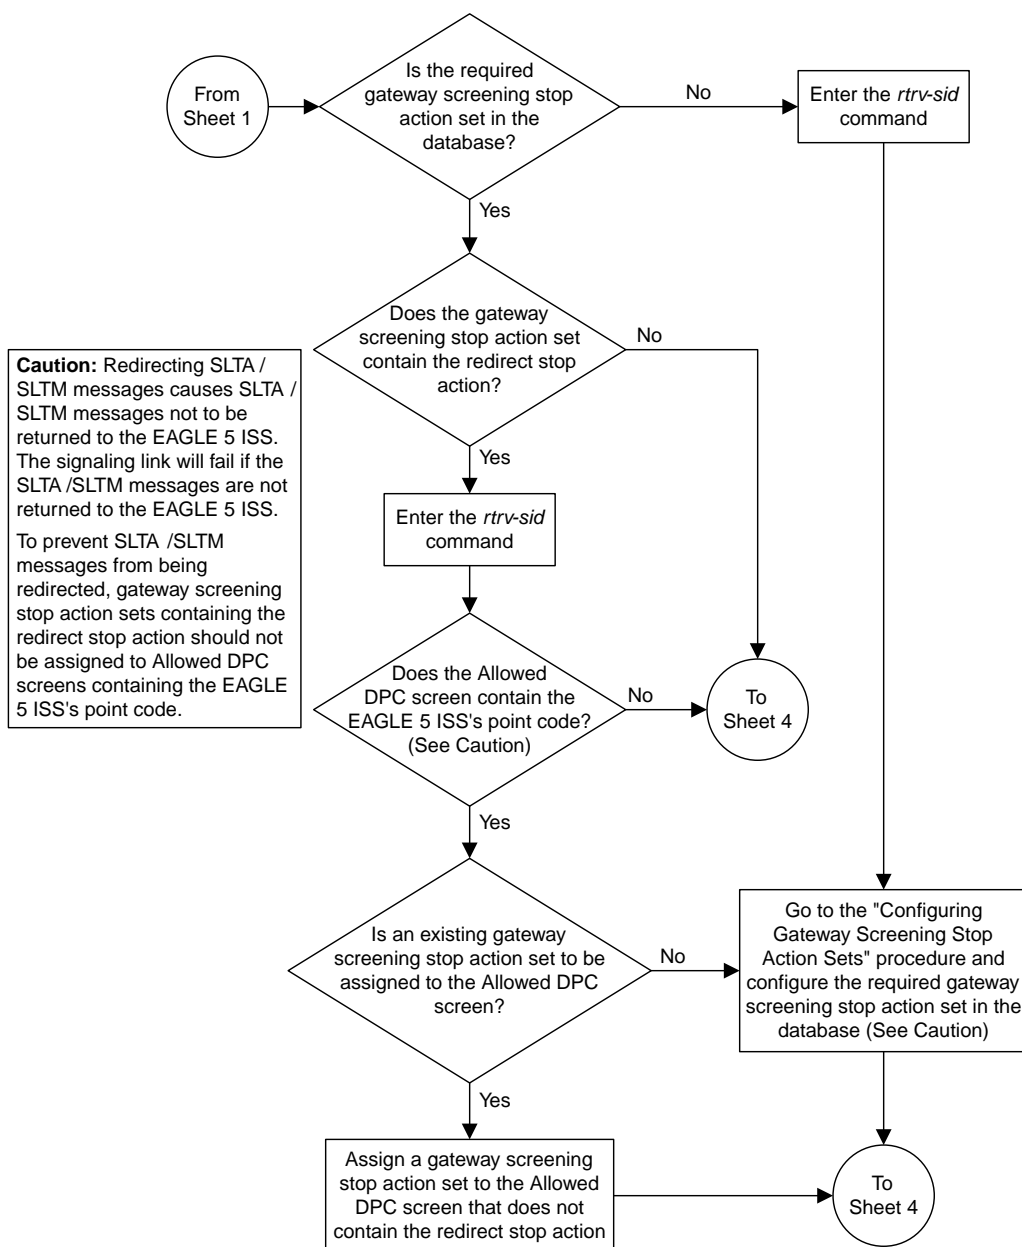 From
Sheet 1
Is the required
gateway screening stop
action set in the
database?
No
Enter the rtrv-sid
command
Yes
Does the gateway
screening stop action set
contain the redirect stop
action?
No
Caution: Redirecting SLTA /
SLTM messages causes SLTA /
SLTM messages not to be
returned to the EAGLE 5 ISS.
The signaling link will fail if the
SLTA /SLTM messages are not
returned to the EAGLE 5 ISS.
To prevent SLTA /SLTM
messages from being
redirected, gateway screening
stop action sets containing the
redirect stop action should not
be assigned to Allowed DPC
screens containing the EAGLE
5 ISS's point code.
Yes
Enter the rtrv-sid
command
Does the Allowed
DPC screen contain the
EAGLE 5 ISS's point code?
(See Caution)
No
To
Sheet 4
Yes
Is an existing gateway
screening stop action set to be
assigned to the Allowed DPC
screen?
No
Go to the "Configuring
Gateway Screening Stop
Action Sets" procedure and
configure the required gateway
screening stop action set in the
database (See Caution)
Yes
Assign a gateway screening
stop action set to the Allowed
DPC screen that does not
contain the redirect stop action
To
Sheet 4